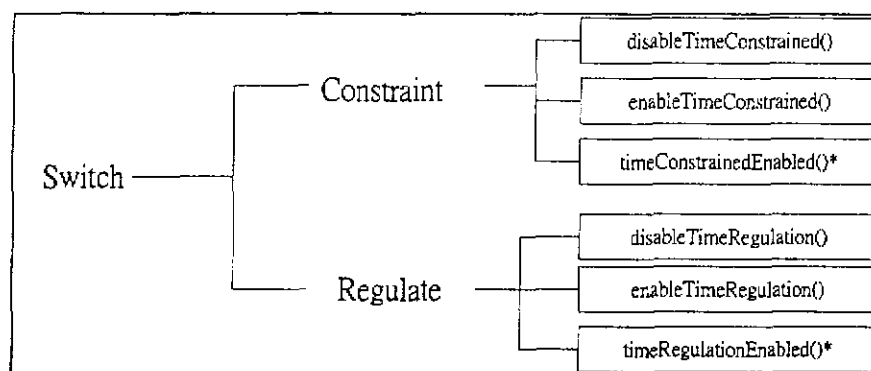 disableTimeConstrained()
Constraint
enableTimeConstrained()
timeConstrainedEnabled()*
Switch
disableTimeRegulation()
Regulate
enableTimeRegulation()
timeRegulationEnabled()*